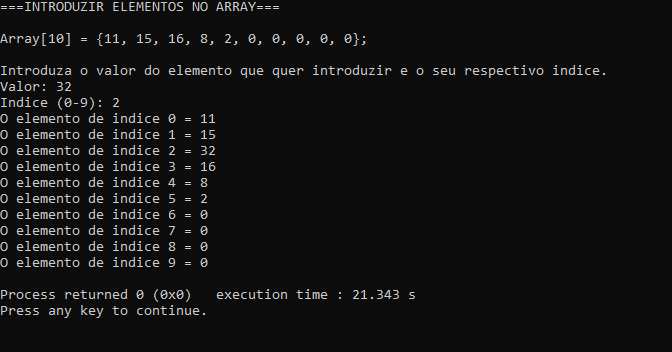 ===INTRODUZIR ELEMENTOS NO ARRAY===
Array[10] = {11, 15, 16, 8, 2, 0, 0, 0, 0, 0};
Introduza o valor do elemento que quer introduzir e o seu respectivo indice.
Valor: 32
Indice (0-9): 2
O elemento de indice 0 = 11
O elemento de indice 1 = 15
O elemento de indice 2 = 32
O elemento de indice 3 = 16
O elemento de indice 4 = 8
O elemento de indice 5 = 2
O elemento de indice 6 = 0
O elemento de indice 7 = 0
O elemento de indice 8 = 0
O elemento de indice 9 = 0
Process returned 0 (0x0)   execution time : 21.343 s
Press any key to continue.